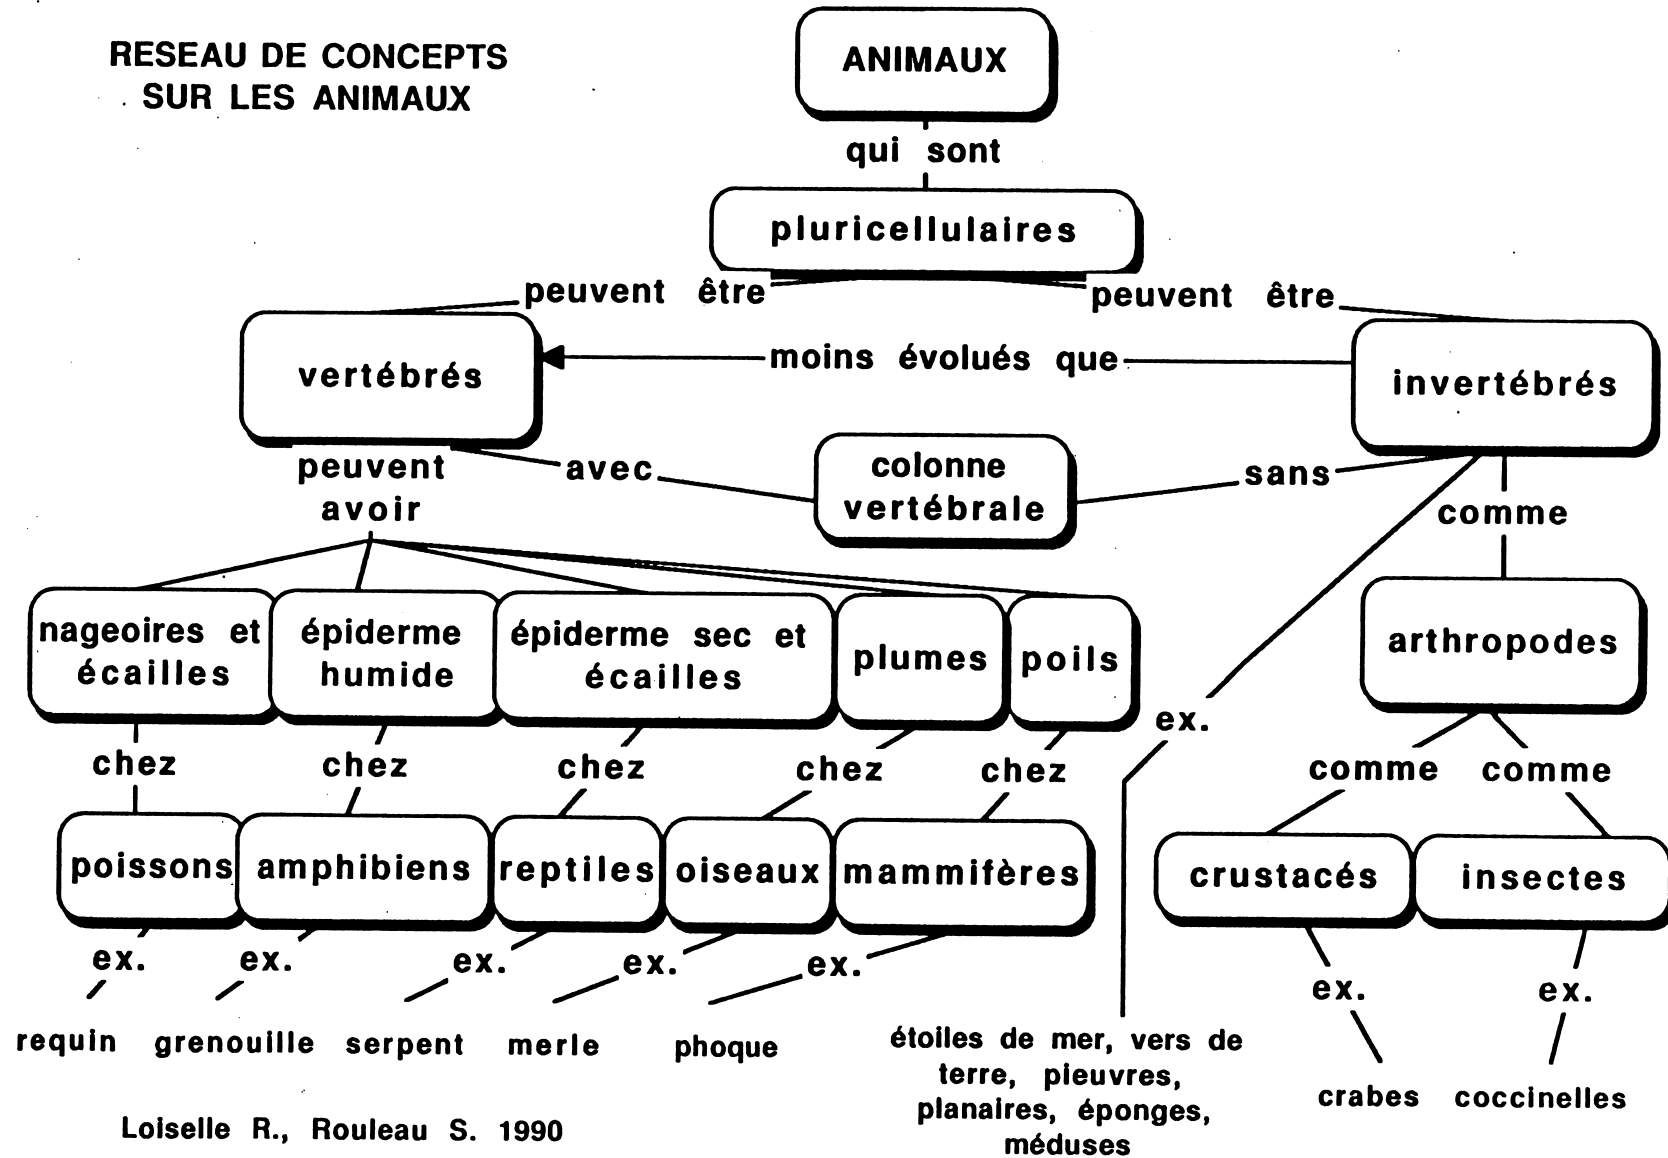 RESEAU DE CONCEPTS
SUR LES ANIMAUX
ANIMAUX
qui sont
pluricellulaires
peuvent être
peuvent être
vertébrés
moins évolués que
invertébrés
peuvent
avoir
avec
colonne
vertébrale
sans
comme
nageoires et
écailles
épiderme
humide
épiderme sec et
écailles
plumes
poils
arthropodes
ex.
chez
chez
chez
chez
chez
comme
comme
poissons
amphibiens
reptiles
oiseaux
mammifères
crustacés
insectes
ex.
ex.
ex.
ex.
ex.
ex.
ex.
requin
grenouille
serpent
merle
phoque
étoiles de mer, vers de
terre, pieuvres,
planaires, éponges,
méduses
crabes
coccinelles
Loiselle R., Rouleau S. 1990